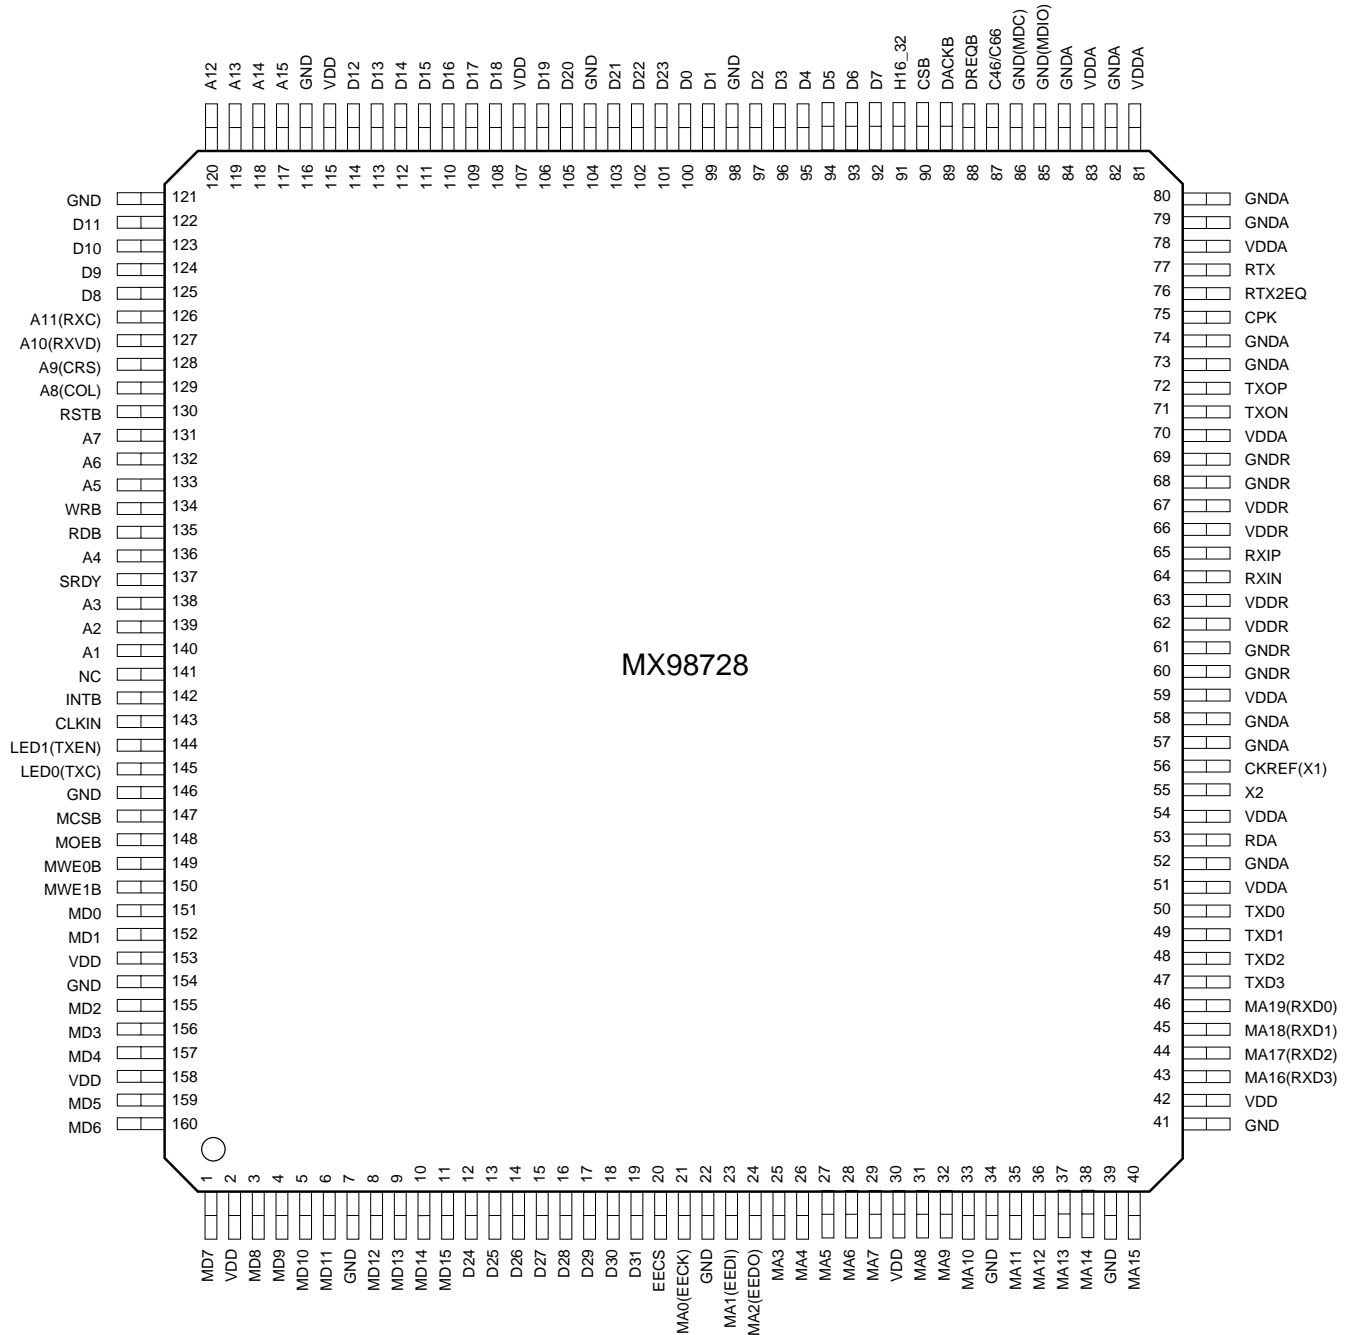 A12 A13 A14 A15 GND VDD D12 D13 D14 D15 D16 D17 D18 VDD D19 D20 GND D21 D22 D23 D0 D1 GND D2 D3 D4 D5 D6 D7 H16_32 CSB DACKB DREQB C46/C66 GND(MDC) GND(MDIO) GNDA VDDA GNDA VDDA
120 119 118 117 116 115 114 113 112 111 110 109 108 107 106 105 104 103 102 101 100 99 98 97 96 95 94 93 92 91 90 89 88 87 86 85 84 83 82 81
GND 121 80 GNDA
D11 122 79 GNDA
D10 123 78 VDDA
D9 124 77 RTX
D8 125 76 RTX2EQ
A11(RXC) 126 75 CPK
A10(RXVD) 127 74 GNDA
A9(CRS) 128 73 GNDA
A8(COL) 129 72 TXOP
RSTB 130 71 TXON
A7 131 70 VDDA
A6 132 69 GNDR
A5 133 68 GNDR
WRB 134 67 VDDR
RDB 135 66 VDDR
A4 136 65 RXIP
SRDY 137 64 RXIN
A3 138 63 VDDR
A2 139 62 VDDR
A1 140 61 GNDR
MX98728
NC 141 60 GNDR
INTB 142 59 VDDA
CLKIN 143 58 GNDA
LED1(TXEN) 144 57 GNDA
LED0(TXC) 145 56 CKREF(X1)
GND 146 55 X2
MCSB 147 54 VDDA
MOEB 148 53 RDA
MWE0B 149 52 GNDA
MWE1B 150 51 VDDA
MD0 151 50 TXD0
MD1 152 49 TXD1
VDD 153 48 TXD2
GND 154 47 TXD3
MD2 155 46 MA19(RXD0)
MD3 156 45 MA18(RXD1)
MD4 157 44 MA17(RXD2)
VDD 158 43 MA16(RXD3)
MD5 159 42 VDD
MD6 160 41 GND
1 2 3 4 5 6 7 8 9 10 11 12 13 14 15 16 17 18 19 20 21 22 23 24 25 26 27 28 29 30 31 32 33 34 35 36 37 38 39 40
MD7 VDD MD8 MD9 MD10 MD11 GND MD12 MD13 MD14 MD15 D24 D25 D26 D27 D28 D29 D30 D31 EECS MA0(EECK) GND MA1(EEDI) MA2(EEDO) MA3 MA4 MA5 MA6 MA7 VDD MA8 MA9 MA10 GND MA11 MA12 MA13 MA14 GND MA15